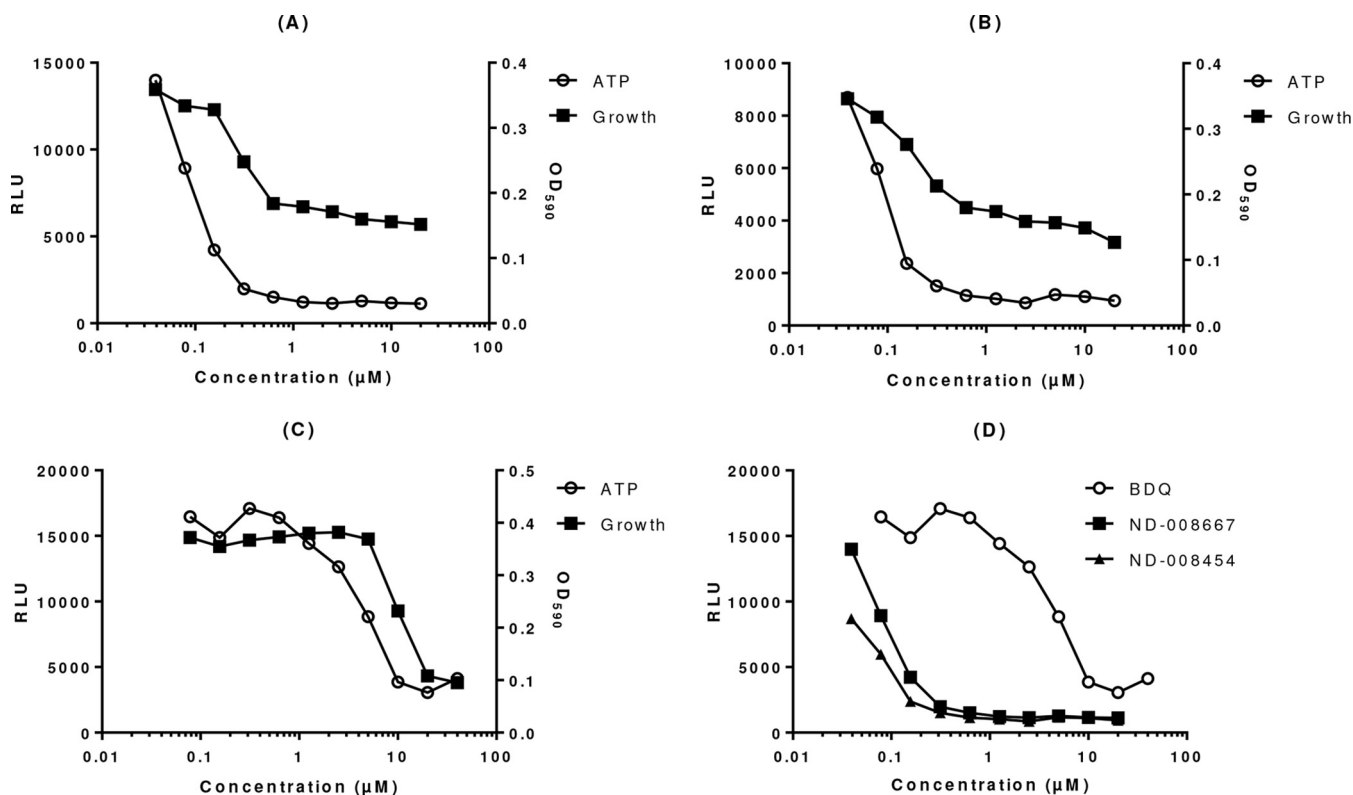 (A)
15000
10000
5000
0
RLU
0.4
0.3
0.2
0.1
0.0
OD590
0.01 0.1 1 10 100
Concentration (µM)
ATP
Growth
(B)
10000
8000
6000
4000
2000
0
RLU
0.4
0.3
0.2
0.1
0.0
OD590
0.01 0.1 1 10 100
Concentration (µM)
ATP
Growth
(C)
20000
15000
10000
5000
0
RLU
0.5
0.4
0.3
0.2
0.1
0.0
OD590
0.01 0.1 1 10 100
Concentration (µM)
ATP
Growth
(D)
20000
15000
10000
5000
0
RLU
0.01 0.1 1 10 100
Concentration (µM)
BDQ
ND-008667
ND-008454